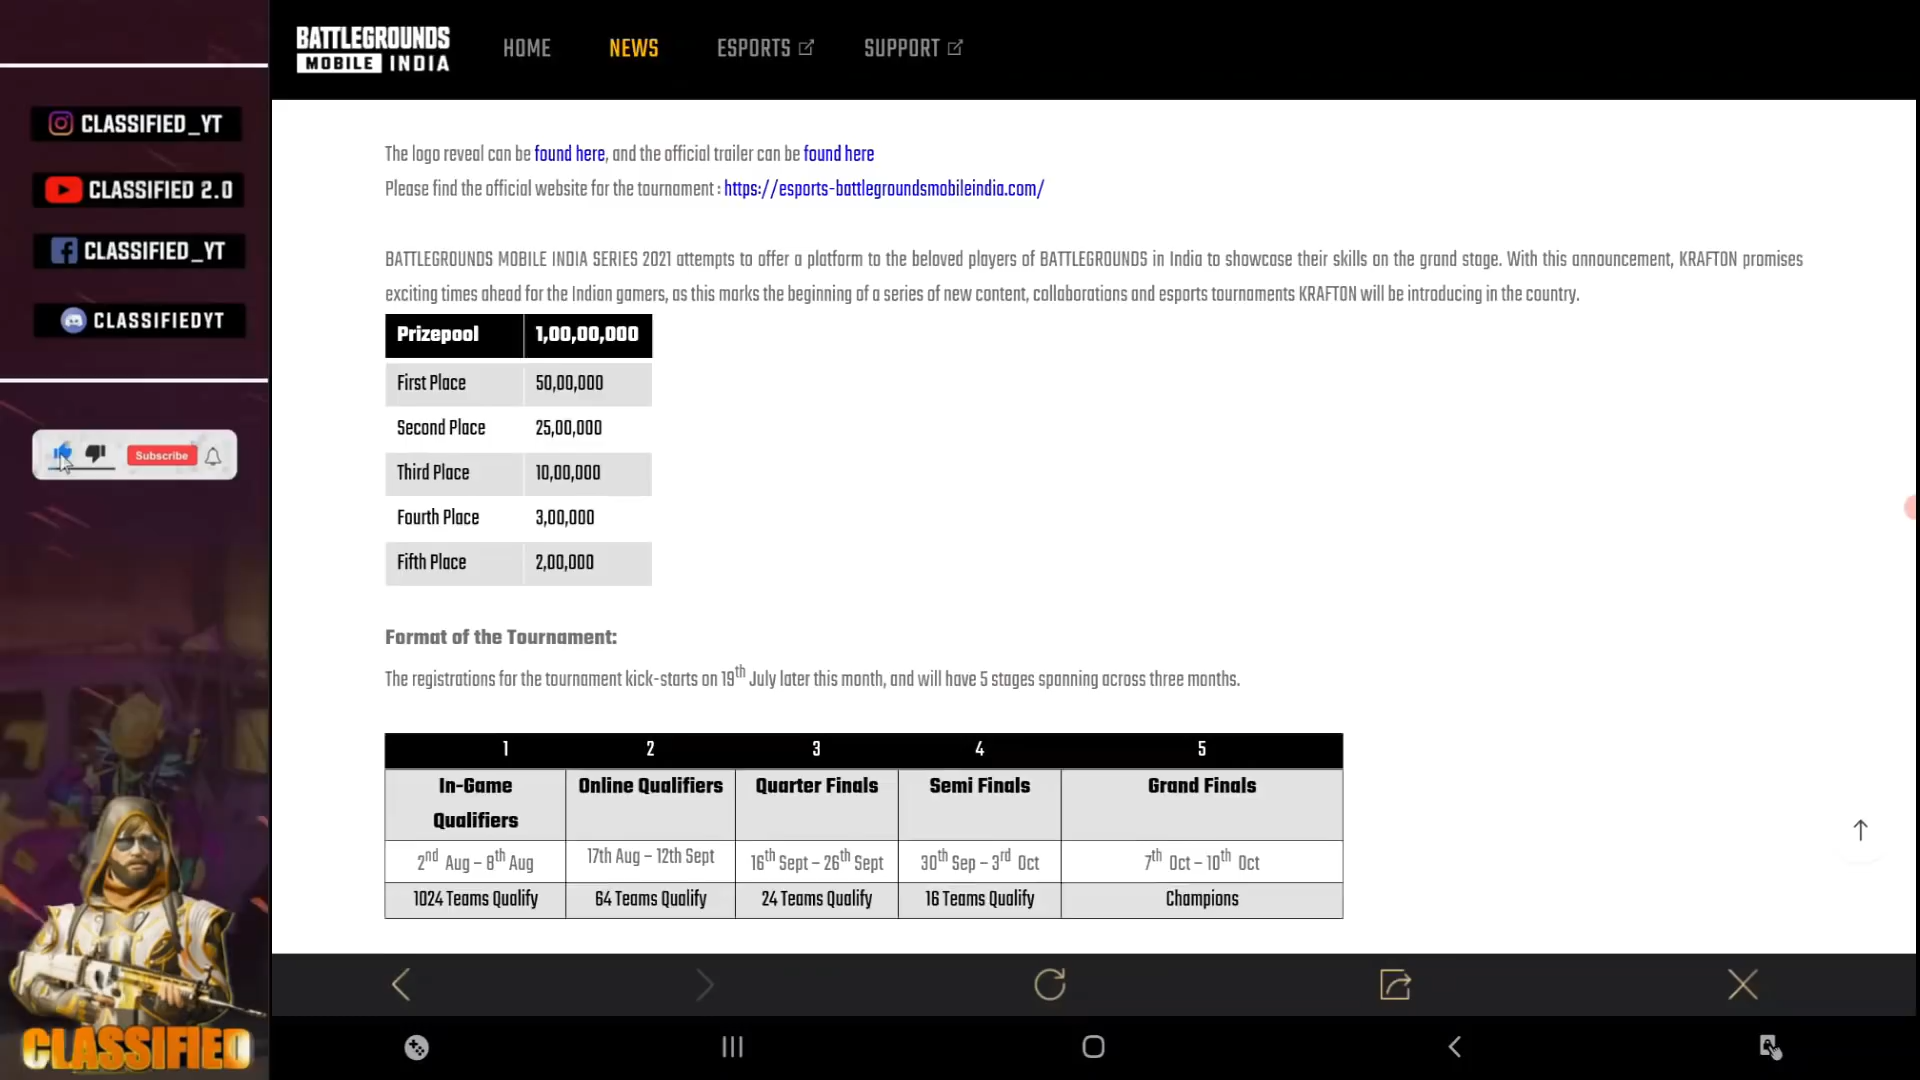 BATTLEGROUNDS
MOBILE INDIA
HOME
NEWS
ESPORTS
SUPPORT
CLASSIFIED_YT
CLASSIFIED 2.0
CLASSIFIED_YT
CLASSIFIEDYT
Subscribe
CLASSIFIED
The logo reveal can be found here, and the official trailer can be found here
Please find the official website for the tournament : https://esports-battlegroundsmobileindia.com/
BATTLEGROUNDS MOBILE INDIA SERIES 2021 attempts to offer a platform to the beloved players of BATTLEGROUNDS in India to showcase their skills on the grand stage. With this announcement, KRAFTON promises
exciting times ahead for the Indian gamers, as this marks the beginning of a series of new content, collaborations and esports tournaments KRAFTON will be introducing in the country.
Prizepool 1,00,00,000
First Place 50,00,000
Second Place 25,00,000
Third Place 10,00,000
Fourth Place 3,00,000
Fifth Place 2,00,000
Format of the Tournament:
The registrations for the tournament kick-starts on 19th July later this month, and will have 5 stages spanning across three months.
1 2 3 4 5
In-Game Online Qualifiers Quarter Finals Semi Finals Grand Finals
Qualifiers
2nd Aug – 8th Aug 17th Aug – 12th Sept 16th Sept – 26th Sept 30th Sep – 3rd Oct 7th Oct – 10th Oct
1024 Teams Qualify 64 Teams Qualify 24 Teams Qualify 16 Teams Qualify Champions